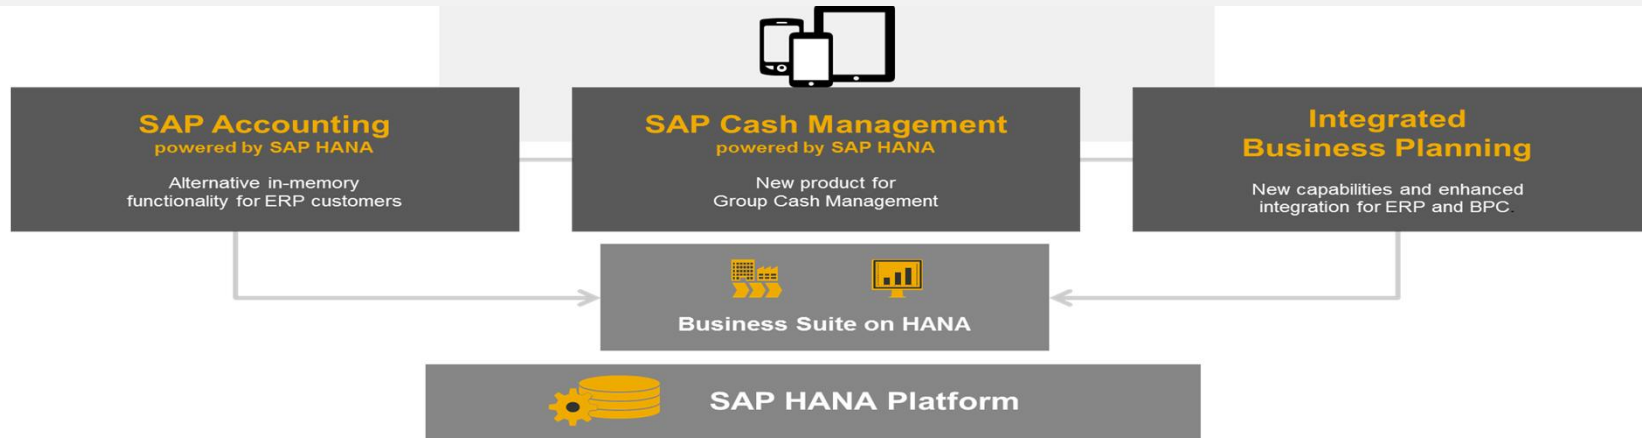 SAP Accounting
powered by SAP HANA
Alternative in-memory
functionality for ERP customers
SAP Cash Management
powered by SAP HANA
New product for
Group Cash Management
Integrated
Business Planning
New capabilities and enhanced
integration for ERP and BPC.
Business Suite on HANA
SAP HANA Platform